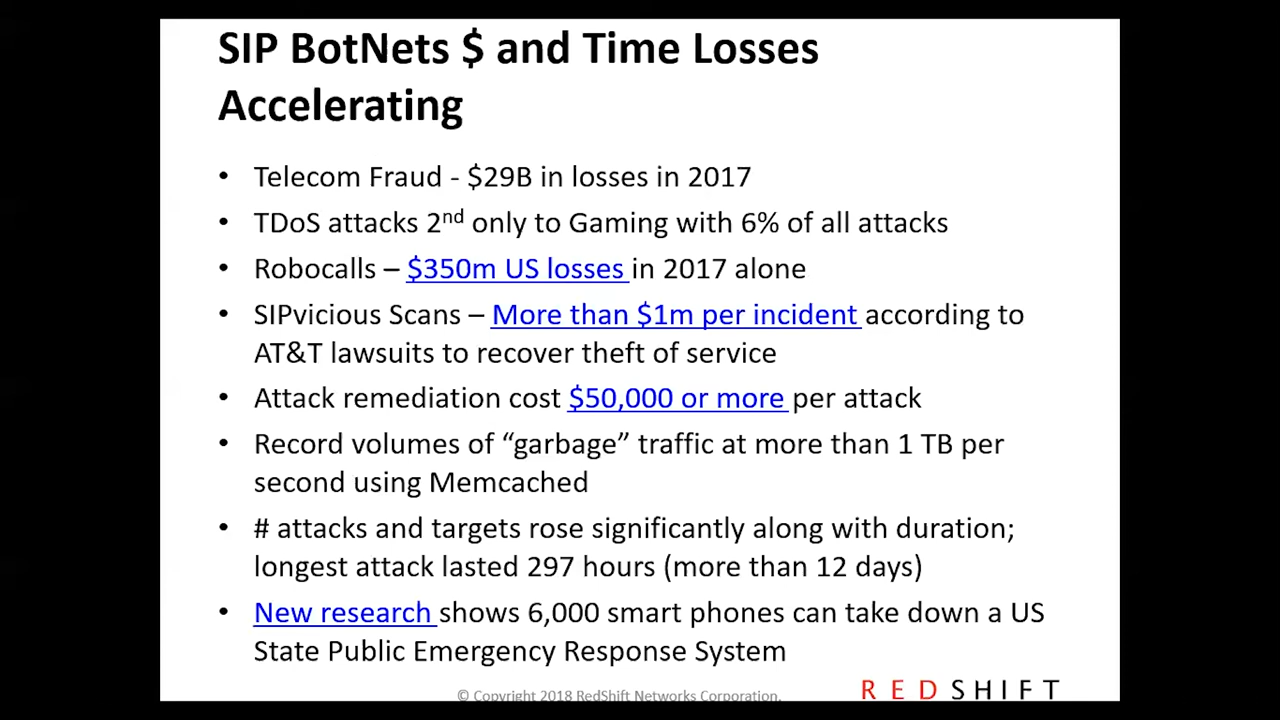 SIP BotNets $ and Time Losses
Accelerating
• Telecom Fraud - $29B in losses in 2017
• TDoS attacks 2nd only to Gaming with 6% of all attacks
• Robocalls – $350m US losses in 2017 alone
• SIPvicious Scans – More than $1m per incident according to
AT&T lawsuits to recover theft of service
• Attack remediation cost $50,000 or more per attack
• Record volumes of “garbage” traffic at more than 1 TB per
second using Memcached
• # attacks and targets rose significantly along with duration;
longest attack lasted 297 hours (more than 12 days)
• New research shows 6,000 smart phones can take down a US
State Public Emergency Response System
© Copyright 2018 RedShift Networks Corporation.
REDSHIFT